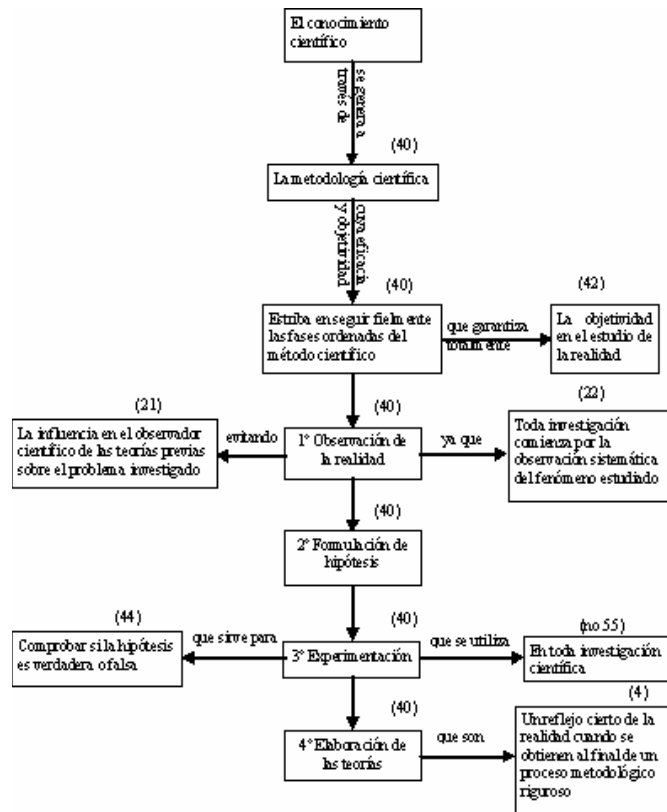 El conocimiento
científico
se genera a
través de
(40)
La metodología científica
cuya eficacia
y objetividad
(40)
Estriba en seguir fielmente
las fases ordenadas del
método científico
que garantiza
totalmente
(42)
La objetividad
en el estudio de
la realidad
(40)
1º Observación de
la realidad
evitando
(21)
La influencia en el observador
científico de las teorías previas
sobre el problema investigado
ya que
(22)
Toda investigación
comienza por la
observación sistemática
del fenómeno estudiado
(40)
2º Formulación de
hipótesis
(40)
3º Experimentación
que sirve para
(44)
Comprobar si la hipótesis
es verdadera o falsa
que se utiliza
(no 55)
En toda investigación
científica
(40)
4º Elaboración de
las teorías
que son
(4)
Un reflejo cierto de la
realidad cuando se
obtienen al final de un
proceso metodológico
riguroso